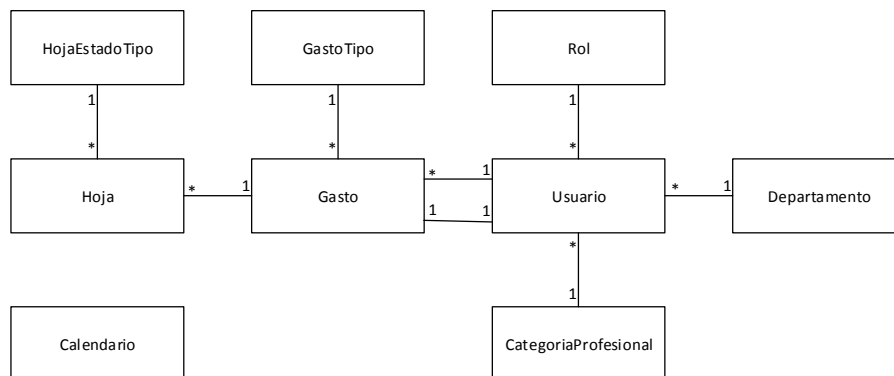 HojaEstadoTipo
GastoTipo
Rol
1
1
1
*
*
*
Hoja
*
1
Gasto
*
1
1
1
Usuario
*
1
Departamento
*
1
Calendario
CategoriaProfesional